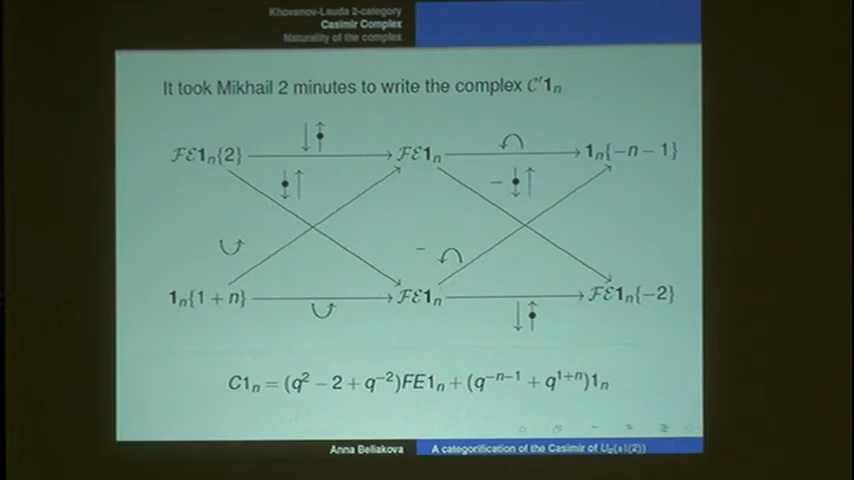 Khovanov-Lauda 2-category
Casimir Complex
Naturality of the complex
It took Mikhail 2 minutes to write the complex 𝒞′𝟏ₙ
ℱℰ𝟏ₙ{2} ℱℰ𝟏ₙ 𝟏ₙ{−n − 1}
−
−
𝟏ₙ{1 + n} ℱℰ𝟏ₙ ℱℰ𝟏ₙ{−2}
C1ₙ = (q² − 2 + q⁻²)FE1ₙ + (q⁻ⁿ⁻¹ + q¹⁺ⁿ)1ₙ
Anna Beliakova A categorification of the Casimir of U_q(sl(2))